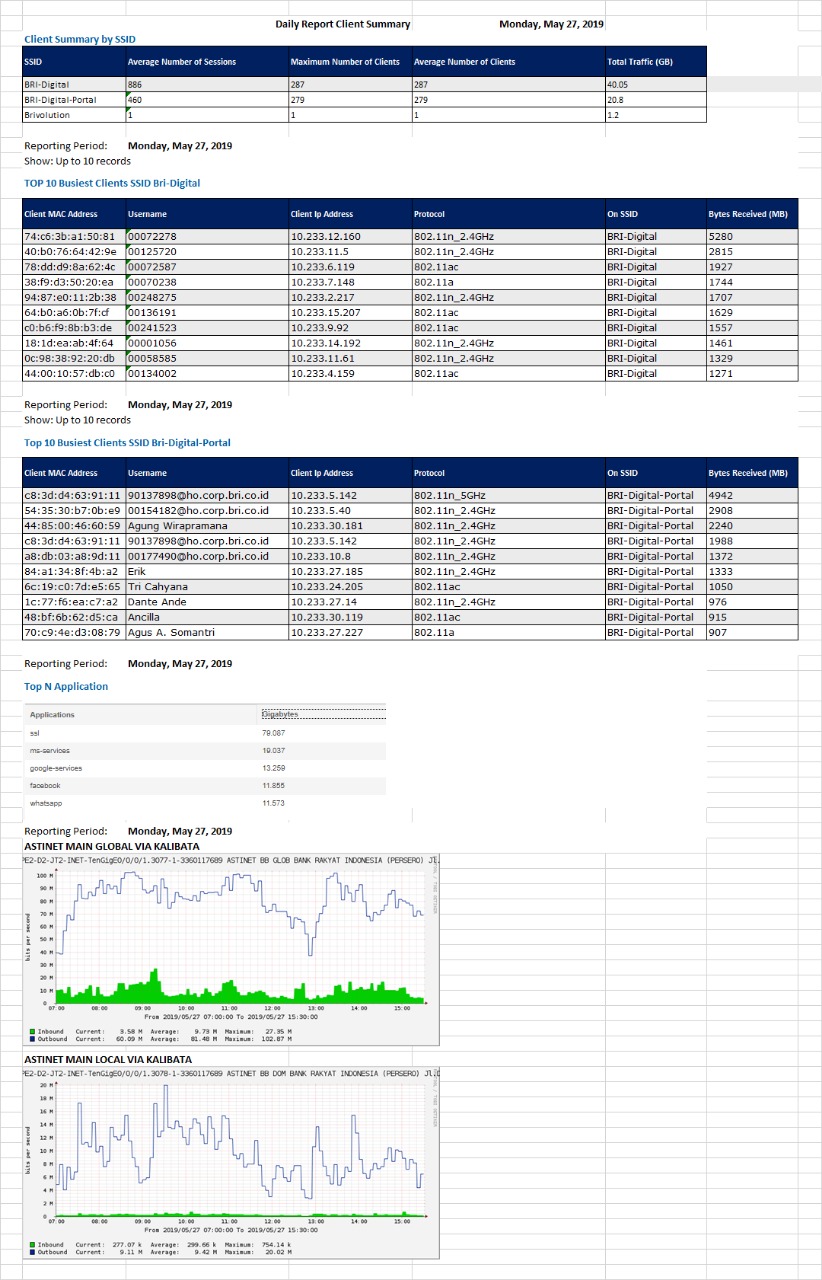 Daily Report Client Summary Monday, May 27, 2019
Client Summary by SSID
SSID Average Number of Sessions Maximum Number of Clients Average Number of Clients Total Traffic (GB)
BRI-Digital 886 287 287 40.05
BRI-Digital-Portal 460 279 279 20.8
Brivolution 1 1 1 1.2
Reporting Period: Monday, May 27, 2019
Show: Up to 10 records
TOP 10 Busiest Clients SSID Bri-Digital
Client MAC Address Username Client Ip Address Protocol On SSID Bytes Received (MB)
74:c6:3b:a1:50:81 00072278 10.233.12.160 802.11n_2.4GHz BRI-Digital 5280
40:b0:76:64:42:9e 00125720 10.233.11.5 802.11n_2.4GHz BRI-Digital 2815
78:dd:d9:8a:62:4c 00072587 10.233.6.119 802.11ac BRI-Digital 1927
38:f9:d3:50:20:ea 00070238 10.233.7.148 802.11a BRI-Digital 1744
94:87:e0:11:2b:38 00248275 10.233.2.217 802.11n_2.4GHz BRI-Digital 1707
64:b0:a6:0b:7f:cf 00136191 10.233.15.207 802.11ac BRI-Digital 1629
c0:b6:f9:8b:b3:de 00241523 10.233.9.92 802.11ac BRI-Digital 1557
18:1d:ea:ab:4f:64 00001056 10.233.14.192 802.11n_2.4GHz BRI-Digital 1461
0c:98:38:92:20:db 00058585 10.233.11.61 802.11n_2.4GHz BRI-Digital 1329
44:00:10:57:db:c0 00134002 10.233.4.159 802.11ac BRI-Digital 1271
Reporting Period: Monday, May 27, 2019
Show: Up to 10 records
Top 10 Busiest Clients SSID Bri-Digital-Portal
Client MAC Address Username Client Ip Address Protocol On SSID Bytes Received (MB)
c8:3d:d4:63:91:11 90137898@ho.corp.bri.co.id 10.233.5.142 802.11n_5GHz BRI-Digital-Portal 4942
54:35:30:b7:0b:e9 00154182@ho.corp.bri.co.id 10.233.5.40 802.11n_2.4GHz BRI-Digital-Portal 2908
44:85:00:46:60:59 Agung Wirapramana 10.233.30.181 802.11n_2.4GHz BRI-Digital-Portal 2240
c8:3d:d4:63:91:11 90137898@ho.corp.bri.co.id 10.233.5.142 802.11n_2.4GHz BRI-Digital-Portal 1988
a8:db:03:a8:9d:11 00177490@ho.corp.bri.co.id 10.233.10.8 802.11n_2.4GHz BRI-Digital-Portal 1372
84:a1:34:8f:4b:a2 Erik 10.233.27.185 802.11n_2.4GHz BRI-Digital-Portal 1333
6c:19:c0:7d:e5:65 Tri Cahyana 10.233.24.205 802.11ac BRI-Digital-Portal 1050
1c:77:f6:ea:c7:a2 Dante Ande 10.233.27.14 802.11n_2.4GHz BRI-Digital-Portal 976
48:bf:6b:62:d5:ca Ancilla 10.233.30.119 802.11ac BRI-Digital-Portal 915
70:c9:4e:d3:08:79 Agus A. Somantri 10.233.27.227 802.11a BRI-Digital-Portal 907
Reporting Period: Monday, May 27, 2019
Top N Application
Applications Gigabytes
ssl 79.087
ms-services 19.037
google-services 13.259
facebook 11.855
whatsapp 11.573
Reporting Period: Monday, May 27, 2019
ASTINET MAIN GLOBAL VIA KALIBATA
PE2-D2-JT2-INET-TenGigE0/0/0/1.3077-1-3360117689 ASTINET BB GLOB BANK RAKYAT INDONESIA (PERSERO) Jl.
bits per second
100 M
90 M
80 M
70 M
60 M
50 M
40 M
30 M
20 M
10 M
0
07:00 08:00 09:00 10:00 11:00 12:00 13:00 14:00 15:00
From 2019/05/27 07:00:00 To 2019/05/27 15:30:00
Inbound Current: 3.58 M Average: 9.73 M Maximum: 27.35 M
Outbound Current: 60.09 M Average: 81.48 M Maximum: 102.87 M
ASTINET MAIN LOCAL VIA KALIBATA
PE2-D2-JT2-INET-TenGigE0/0/0/1.3078-1-3360117689 ASTINET BB DOM BANK RAKYAT INDONESIA (PERSERO) Jl.
bits per second
20 M
18 M
16 M
14 M
12 M
10 M
8 M
6 M
4 M
2 M
0
07:00 08:00 09:00 10:00 11:00 12:00 13:00 14:00 15:00
From 2019/05/27 07:00:00 To 2019/05/27 15:30:00
Inbound Current: 277.07 k Average: 299.66 k Maximum: 754.14 k
Outbound Current: 9.11 M Average: 9.42 M Maximum: 20.02 M